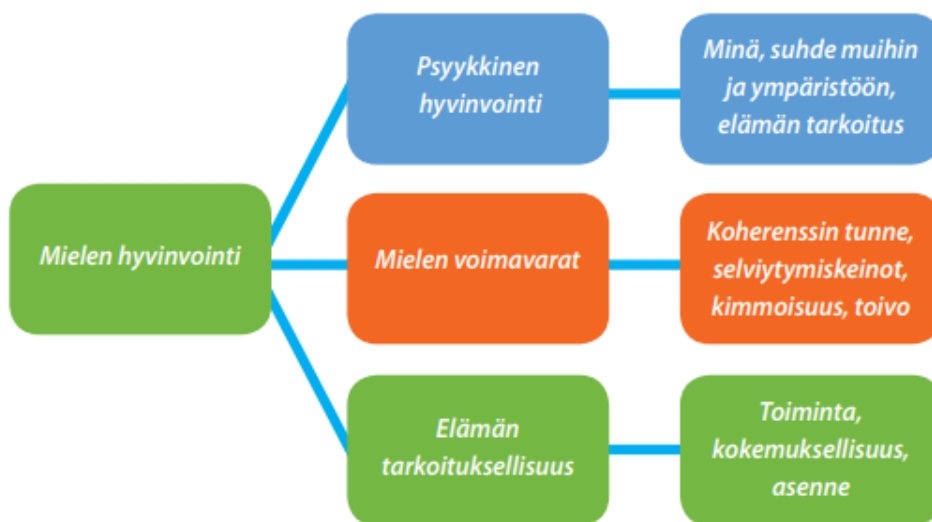 Psyykkinen
hyvinvointi
Minä, suhde muihin
ja ympäristöön,
elämän tarkoitus
Mielen hyvinvointi
Mielen voimavarat
Koherenssin tunne,
selviytymiskeinot,
kimmoisuus, toivo
Elämän
tarkoituksellisuus
Toiminta,
kokemuksellisuus,
asenne